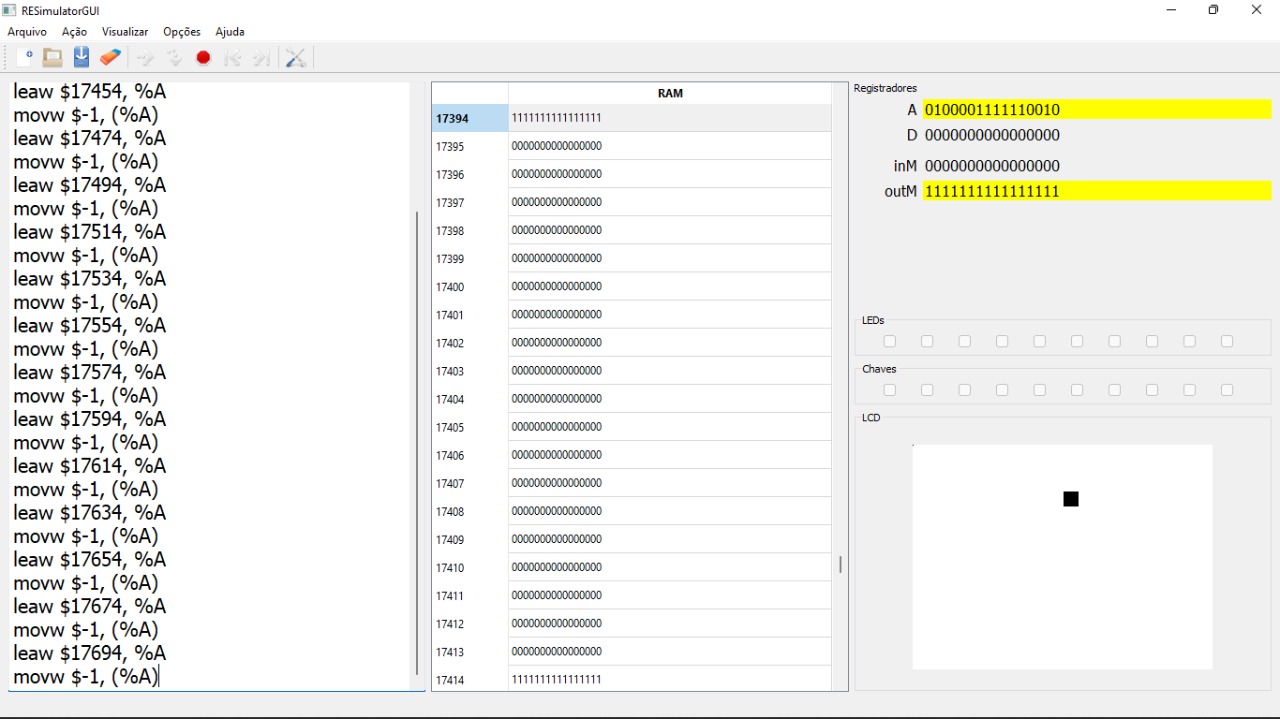 RESimulatorGUI
Arquivo Ação Visualizar Opções Ajuda
leaw $17454, %A
movw $-1, (%A)
leaw $17474, %A
movw $-1, (%A)
leaw $17494, %A
movw $-1, (%A)
leaw $17514, %A
movw $-1, (%A)
leaw $17534, %A
movw $-1, (%A)
leaw $17554, %A
movw $-1, (%A)
leaw $17574, %A
movw $-1, (%A)
leaw $17594, %A
movw $-1, (%A)
leaw $17614, %A
movw $-1, (%A)
leaw $17634, %A
movw $-1, (%A)
leaw $17654, %A
movw $-1, (%A)
leaw $17674, %A
movw $-1, (%A)
leaw $17694, %A
movw $-1, (%A)
RAM
17394 1111111111111111
17395 0000000000000000
17396 0000000000000000
17397 0000000000000000
17398 0000000000000000
17399 0000000000000000
17400 0000000000000000
17401 0000000000000000
17402 0000000000000000
17403 0000000000000000
17404 0000000000000000
17405 0000000000000000
17406 0000000000000000
17407 0000000000000000
17408 0000000000000000
17409 0000000000000000
17410 0000000000000000
17411 0000000000000000
17412 0000000000000000
17413 0000000000000000
17414 1111111111111111
Registradores
A 0100001111110010
D 0000000000000000
inM 0000000000000000
outM 1111111111111111
LEDs
Chaves
LCD